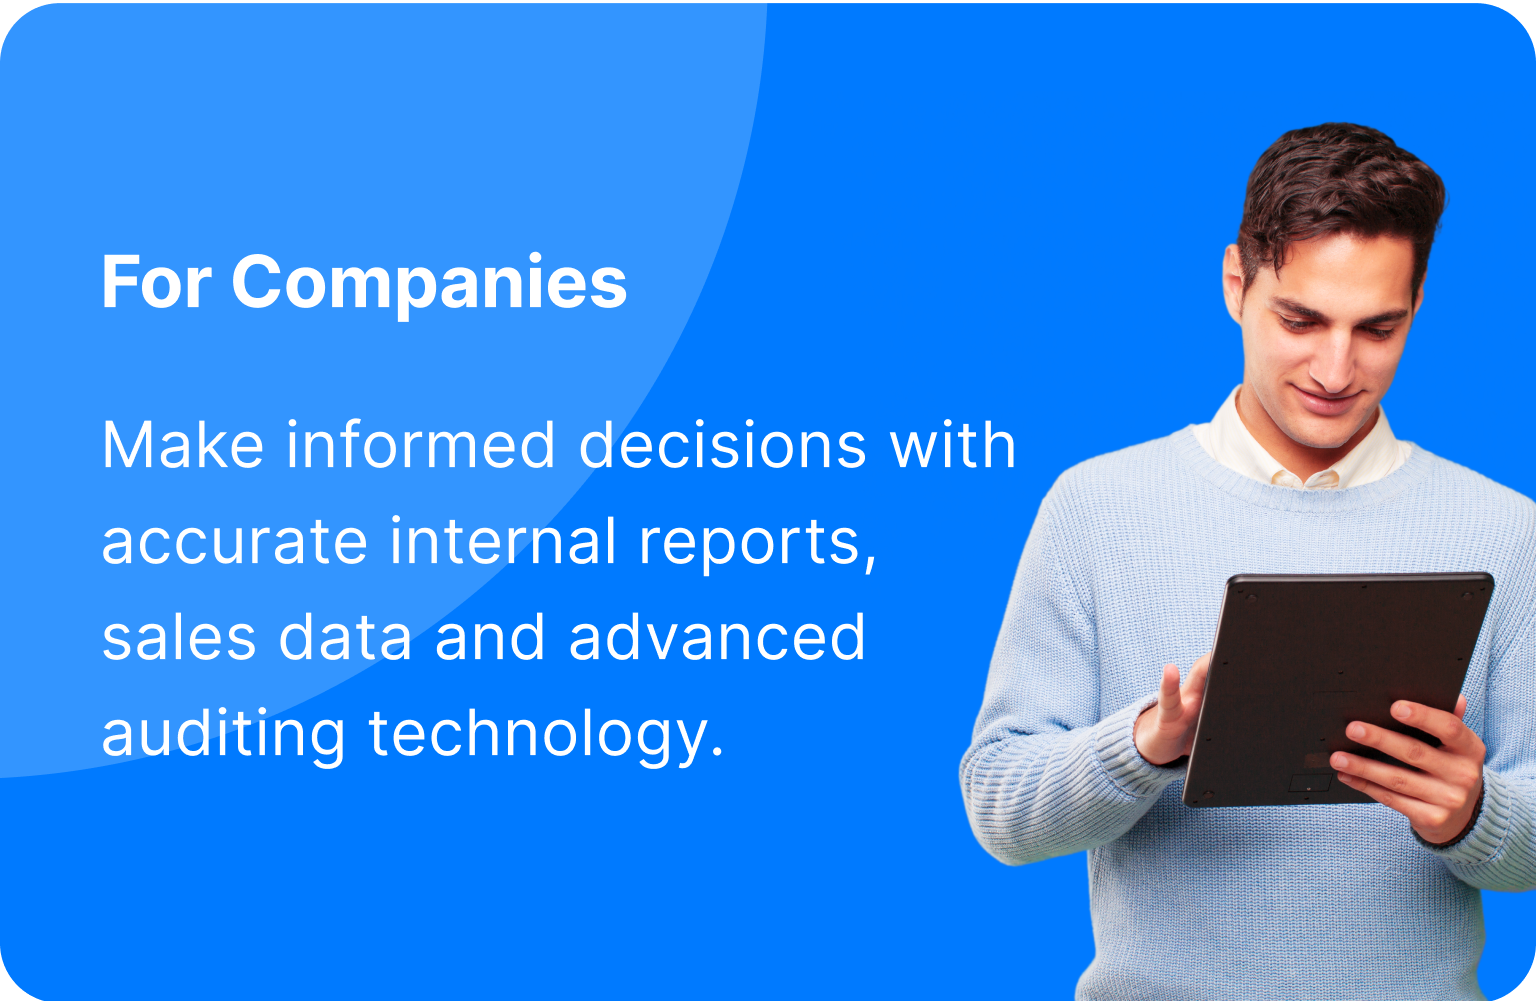 For Companies
Make informed decisions with
accurate internal reports,
sales data and advanced
auditing technology.